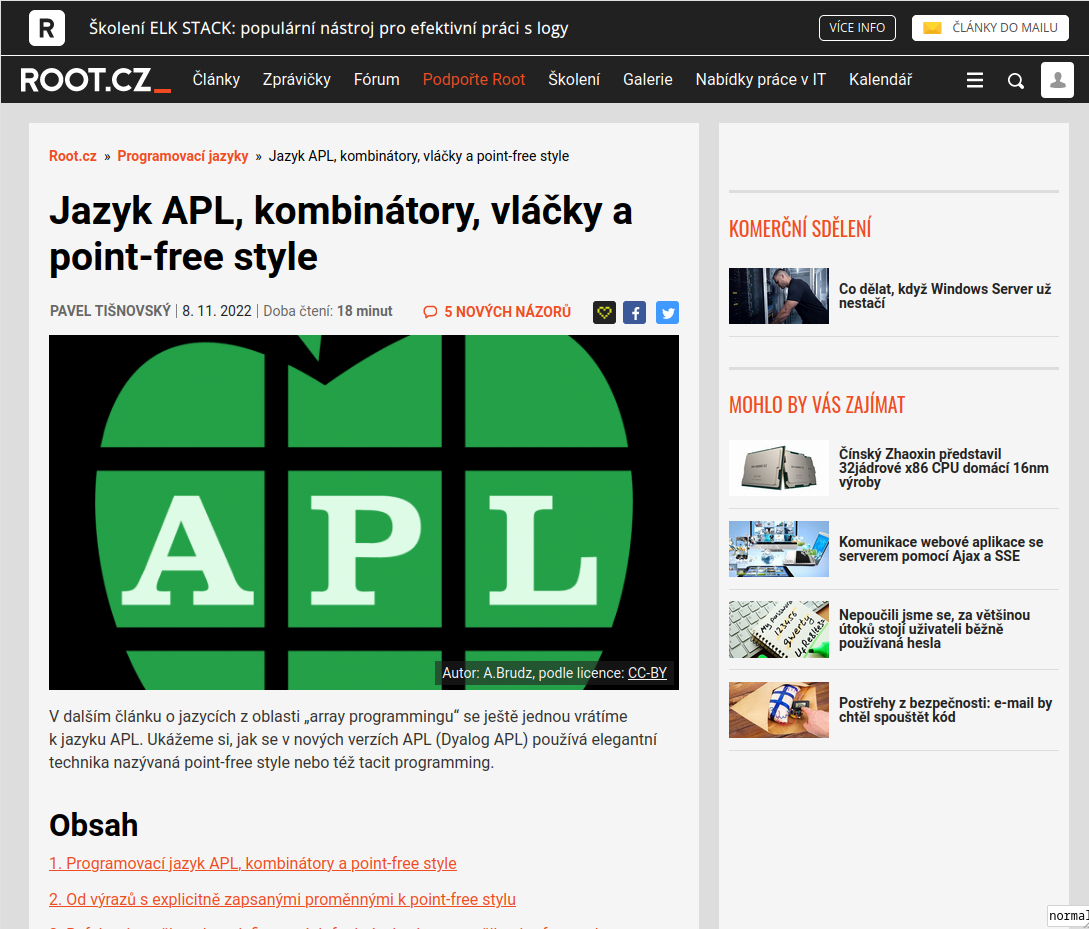 R Školení ELK STACK: populární nástroj pro efektivní práci s logy VÍCE INFO ČLÁNKY DO MAILU
ROOT.CZ_ Články Zprávičky Fórum Podpořte Root Školení Galerie Nabídky práce v IT Kalendář
Root.cz » Programovací jazyky » Jazyk APL, kombinátory, vláčky a point-free style
Jazyk APL, kombinátory, vláčky a
point-free style
PAVEL TIŠNOVSKÝ 8. 11. 2022 Doba čtení: 18 minut 5 NOVÝCH NÁZORŮ
APL
Autor: A.Brudz, podle licence: CC-BY
V dalším článku o jazycích z oblasti „array programmingu“ se ještě jednou vrátíme
k jazyku APL. Ukážeme si, jak se v nových verzích APL (Dyalog APL) používá elegantní
technika nazývaná point-free style nebo též tacit programming.
Obsah
1. Programovací jazyk APL, kombinátory a point-free style
2. Od výrazů s explicitně zapsanými proměnnými k point-free stylu
KOMERČNÍ SDĚLENÍ
Co dělat, když Windows Server už
nestačí
MOHLO BY VÁS ZAJÍMAT
Čínský Zhaoxin představil
32jádrové x86 CPU domácí 16nm
výroby
Komunikace webové aplikace se
serverem pomocí Ajax a SSE
My password
123456
qwerty
Nepoučili jsme se, za většinou
útoků stojí uživateli běžně
používaná hesla
Postřehy z bezpečnosti: e-mail by
chtěl spouštět kód